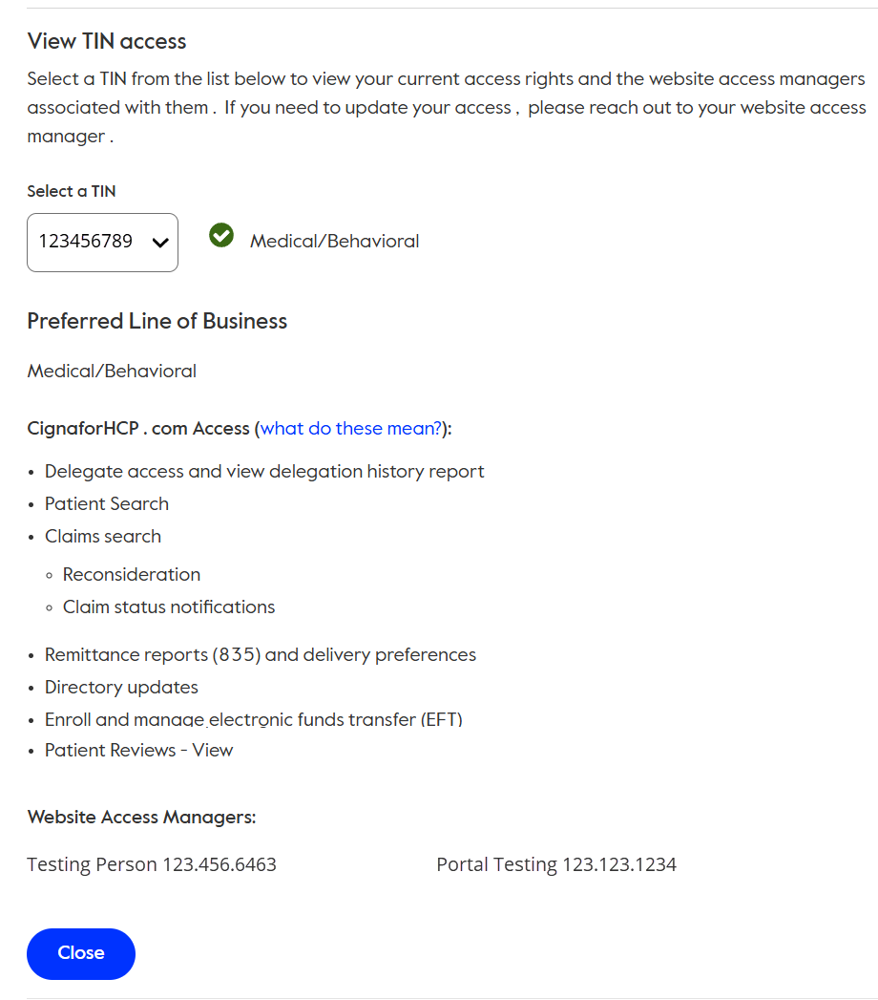 View TIN access
Select a TIN from the list below to view your current access rights and the website access managers
associated with them . If you need to update your access , please reach out to your website access
manager .
Select a TIN
123456789
Medical/Behavioral
Preferred Line of Business
Medical/Behavioral
CignaforHCP . com Access (what do these mean?):
• Delegate access and view delegation history report
• Patient Search
• Claims search
◦ Reconsideration
◦ Claim status notifications
• Remittance reports (835) and delivery preferences
• Directory updates
• Enroll and manage electronic funds transfer (EFT)
• Patient Reviews - View
Website Access Managers:
Testing Person 123.456.6463 Portal Testing 123.123.1234
Close